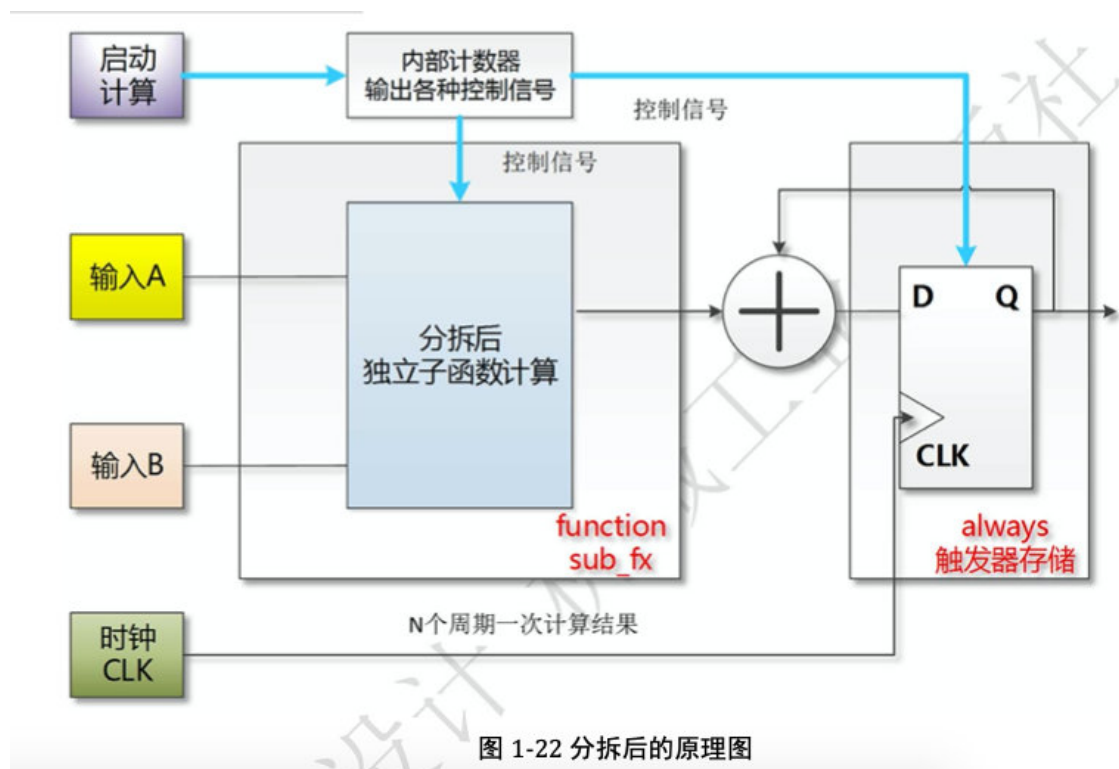 启动
计算
内部计数器
输出各种控制信号
控制信号
控制信号
输入A
分拆后
独立子函数计算
D Q
输入B
CLK
function
sub_fx
always
触发器存储
N个周期一次计算结果
时钟
CLK
设计
图 1-22 分拆后的原理图